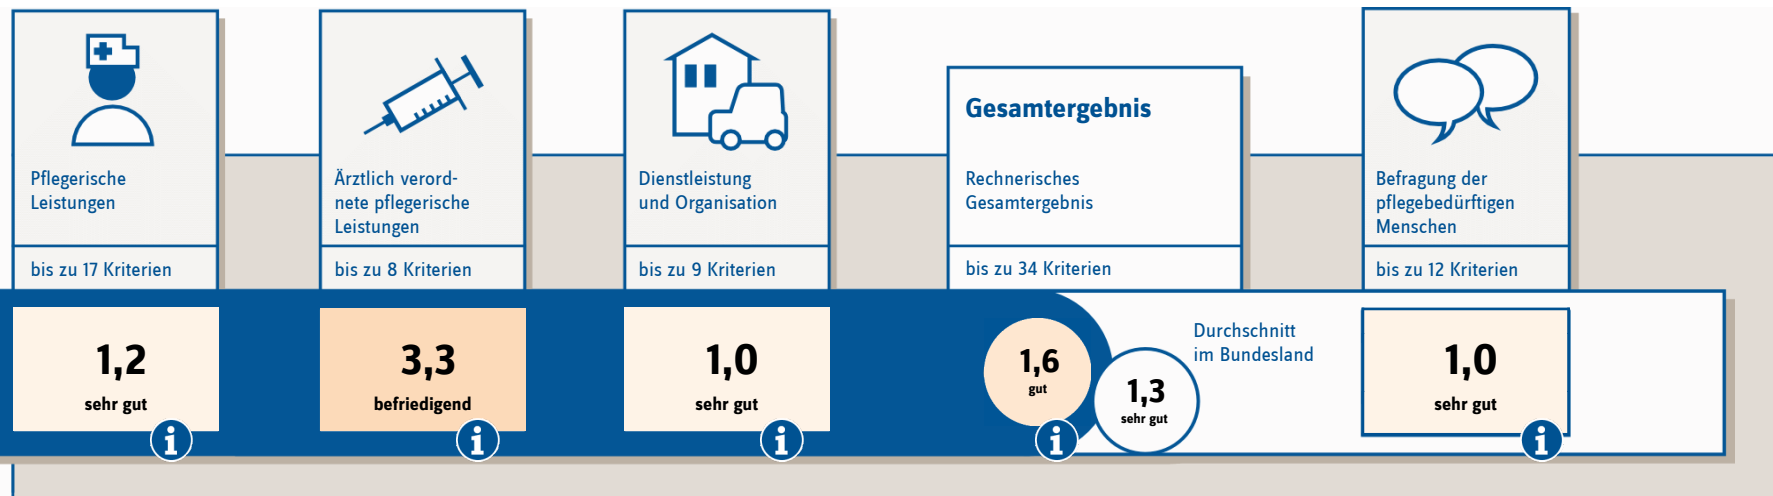 Pflegerische
Leistungen
bis zu 17 Kriterien
1,2
sehr gut
i
Ärztlich verord-
nete pflegerische
Leistungen
bis zu 8 Kriterien
3,3
befriedigend
i
Dienstleistung
und Organisation
bis zu 9 Kriterien
1,0
sehr gut
i
Gesamtergebnis
Rechnerisches
Gesamtergebnis
bis zu 34 Kriterien
1,6
gut
i
Durchschnitt
im Bundesland
1,3
sehr gut
Befragung der
pflegebedürftigen
Menschen
bis zu 12 Kriterien
1,0
sehr gut
i